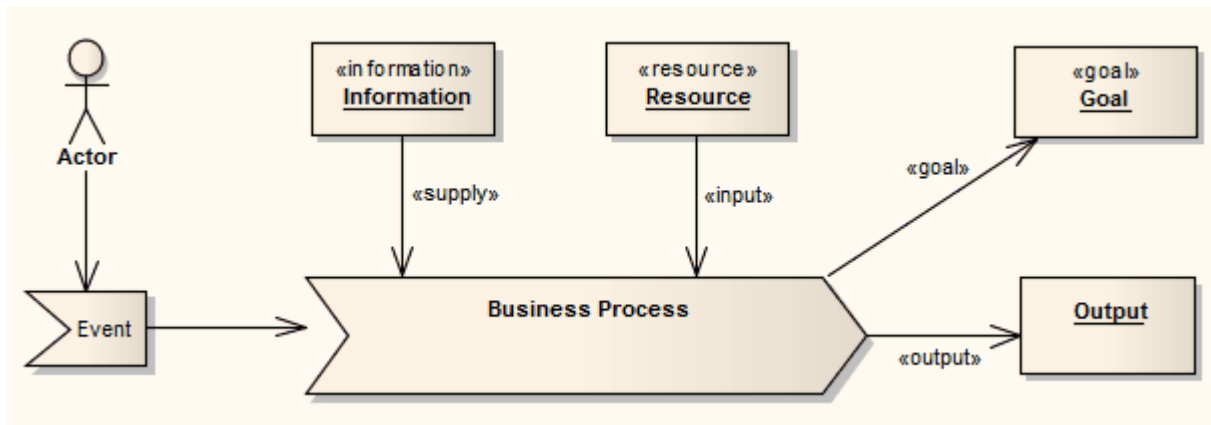 «information»
Information
«resource»
Resource
«goal»
Goal
Actor
«supply»
«input»
«goal»
Event
Business Process
Output
«output»